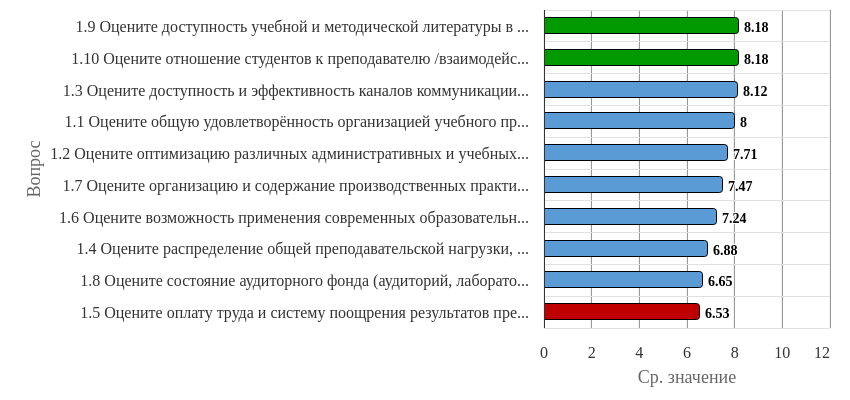 1.9 Оцените доступность учебной и методической литературы в ... 8.18
1.10 Оцените отношение студентов к преподавателю /взаимодейс... 8.18
1.3 Оцените доступность и эффективность каналов коммуникации... 8.12
1.1 Оцените общую удовлетворённость организацией учебного пр... 8
1.2 Оцените оптимизацию различных административных и учебных... 7.71
1.7 Оцените организацию и содержание производственных практи... 7.47
1.6 Оцените возможность применения современных образовательн... 7.24
1.4 Оцените распределение общей преподавательской нагрузки, ... 6.88
1.8 Оцените состояние аудиторного фонда (аудиторий, лаборато... 6.65
1.5 Оцените оплату труда и систему поощрения результатов пре... 6.53
Вопрос
0 2 4 6 8 10 12
Ср. значение